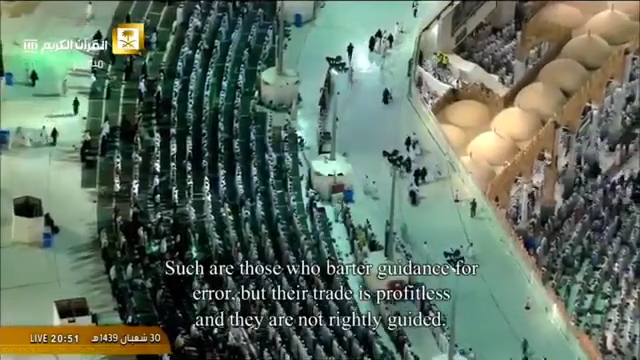 القرآن الكريم
مباشر
Such are those who barter guidance for
error, but their trade is profitless
and they are not rightly guided.
LIVE 20:51 30 شعبان 1439هـ